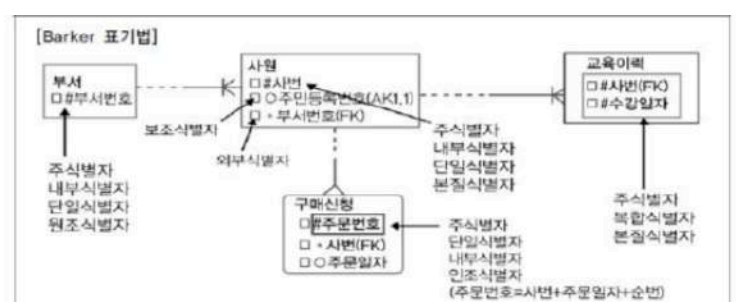 [Barker 표기법]
부서
□ #부서번호
주식별자
내부식별자
단일식별자
원조식별자
사원
□ #사번
□ ○주민등록번호(AK1.1)
□ * 부서번호(FK)
보조식별자
외부식별자
주식별자
내부식별자
단일식별자
본질식별자
교육이력
□ #사번(FK)
□ #수강일자
주식별자
복합식별자
본질식별자
구매신청
□ #주문번호
□ * 사번(FK)
□ ○주문일자
주식별자
단일식별자
내부식별자
인조식별자
(주문번호=사번+주문일자+순번)